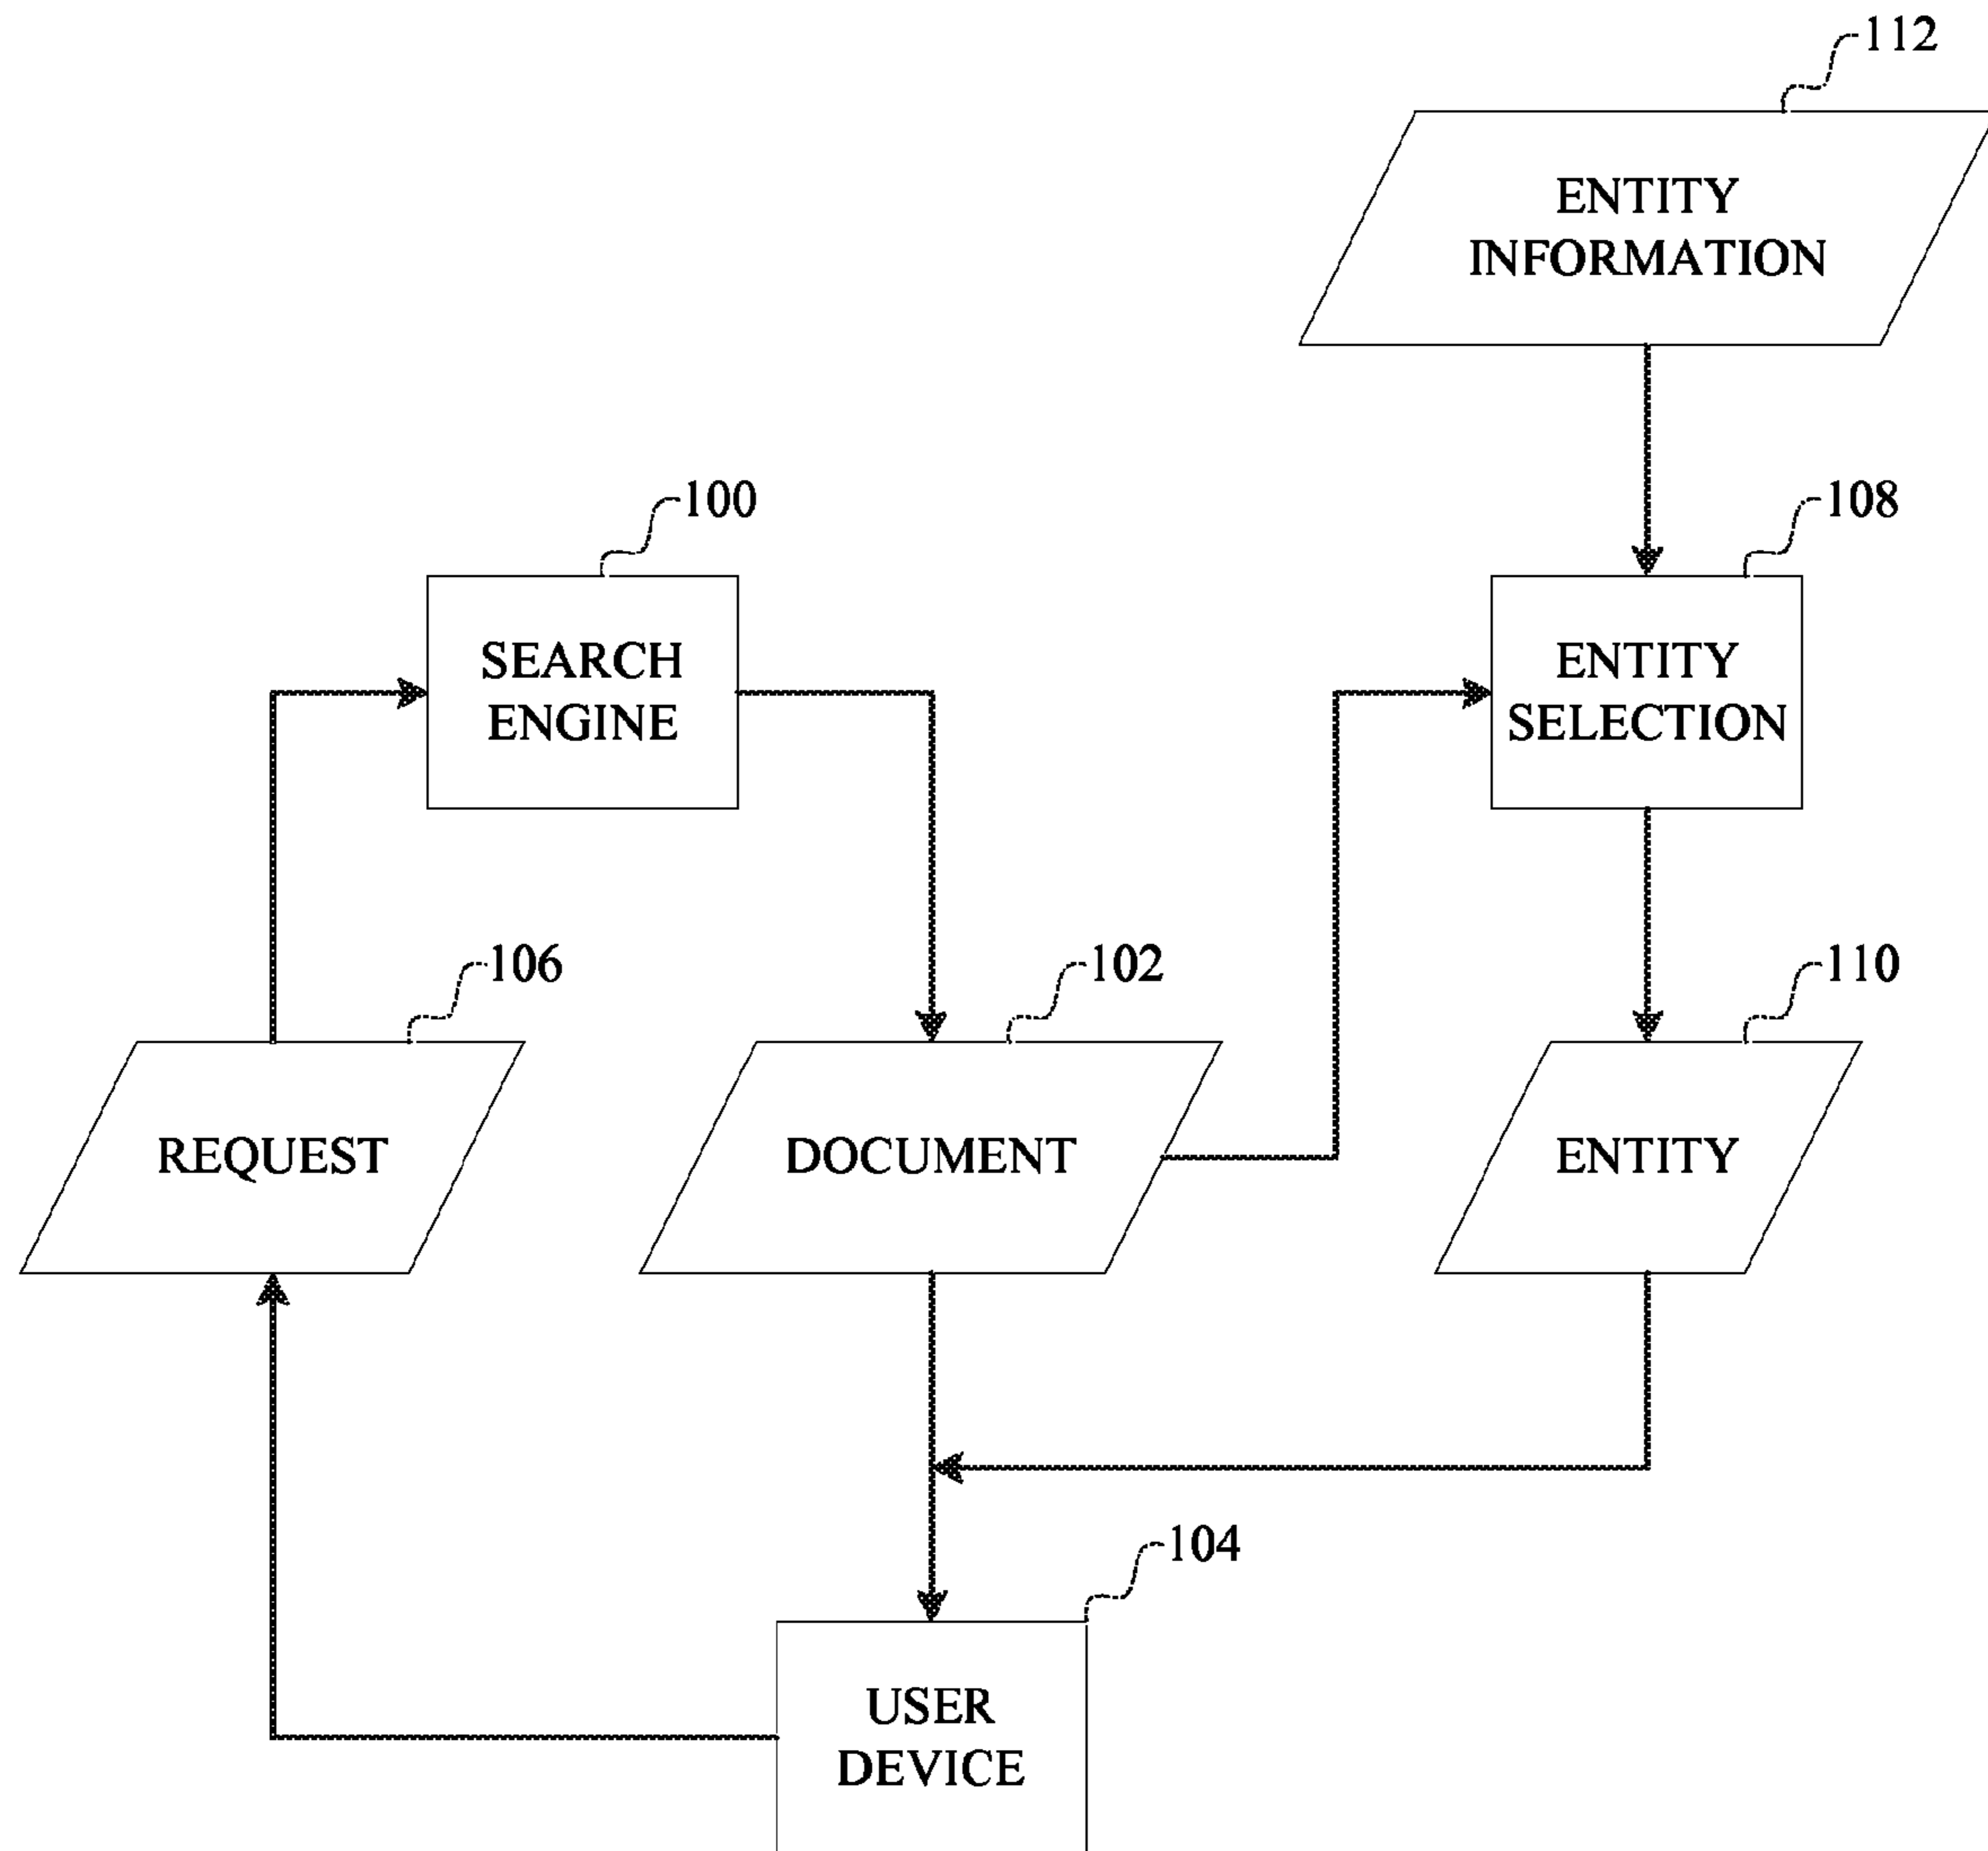 112
ENTITY
INFORMATION
100
108
SEARCH
ENGINE
ENTITY
SELECTION
106
102
110
REQUEST
DOCUMENT
ENTITY
104
USER
DEVICE